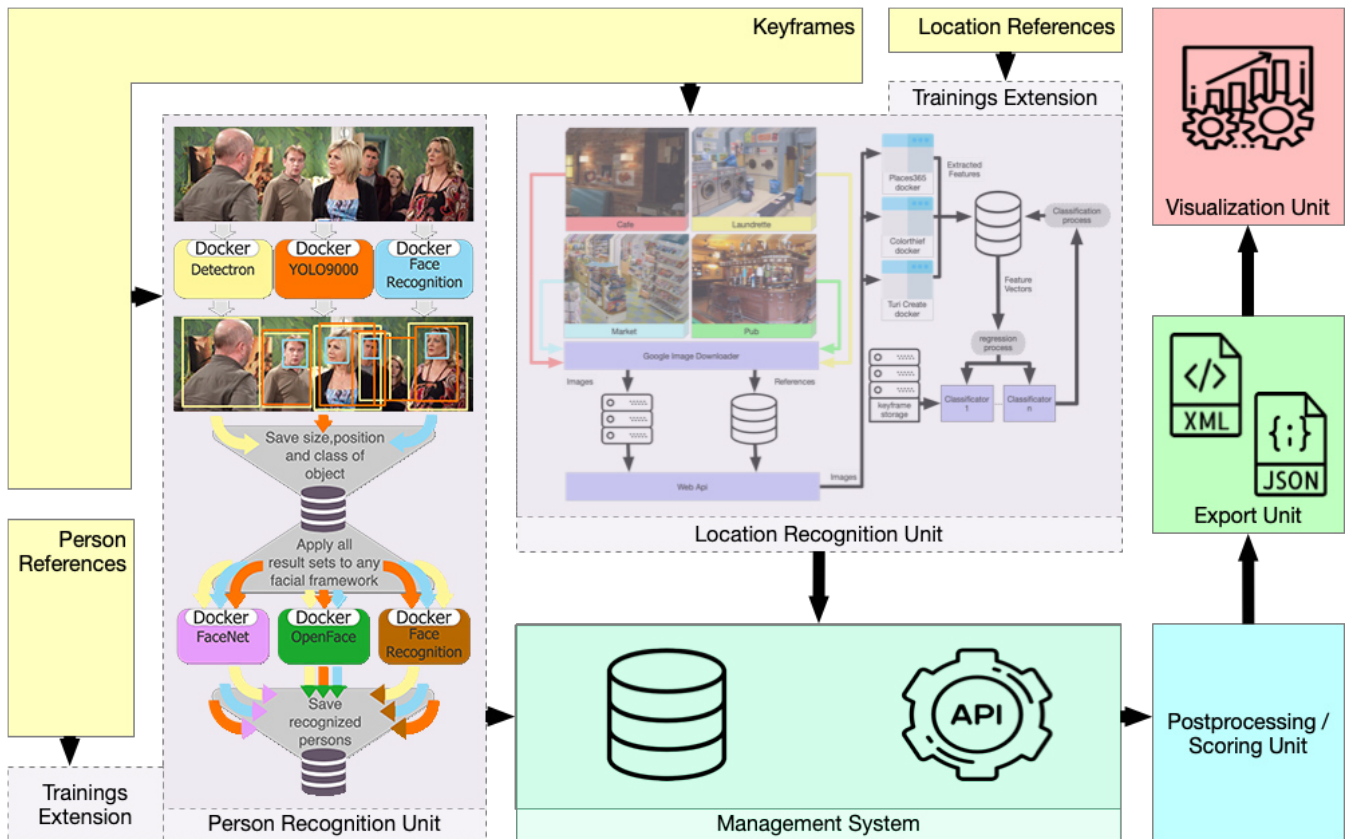 Keyframes
Location References
Trainings Extension
Docker
Detectron
Docker
YOLO9000
Docker
Face
Recognition
Save size,position
and class of
object
Apply all
result sets to any
facial framework
Docker
FaceNet
Docker
OpenFace
Docker
Face
Recognition
Save
recognized
persons
Person Recognition Unit
Person
References
Trainings
Extension
Cafe
Laundrette
Market
Pub
Google Image Downloader
Images
References
Web Api
Images
Places365
docker
Colorthief
docker
Turi Create
docker
Extracted
Features
Classification
process
Feature
Vectors
regression
process
keyframe
storage
Classificator
1
Classificator
n
Location Recognition Unit
API
Management System
Postprocessing /
Scoring Unit
XML
{;}
JSON
Export Unit
Visualization Unit